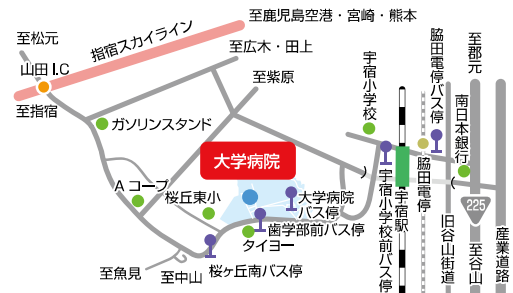 至鹿児島空港・宮崎・熊本
至松元
指宿スカイライン
至広木・田上
山田I.C
至紫原
至指宿
ガソリンスタンド
宇宿小学校
脇田電停バス停
至郡元
南日本銀行
大学病院
Aコープ
桜丘東小
大学病院
バス停
歯学部前バス停
タイヨー
桜ヶ丘南バス停
至魚見
至中山
宇宿小学校前バス停
宇宿駅
脇田電停
旧谷山街道
225
至谷山
産業道路